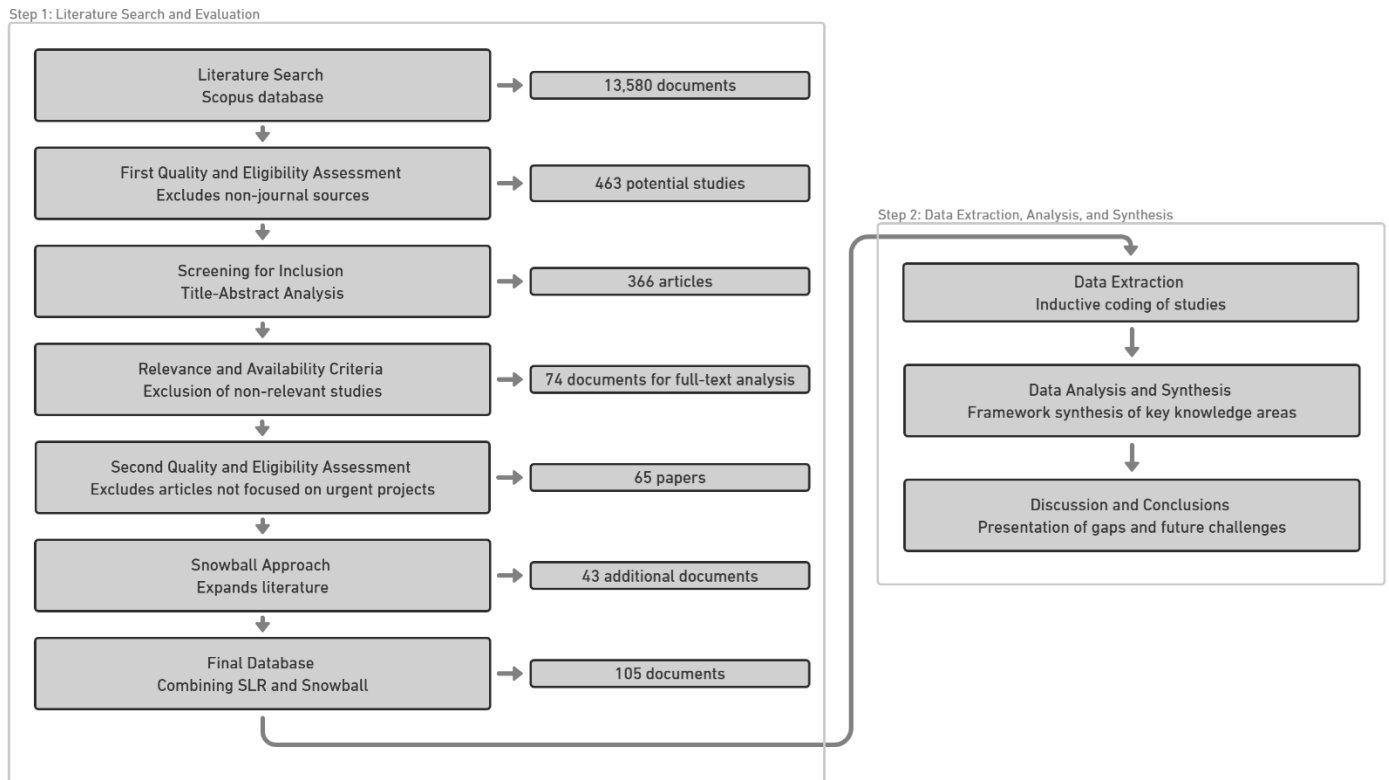 Step 1: Literature Search and Evaluation
Literature Search
Scopus database
13,580 documents
First Quality and Eligibility Assessment
Excludes non-journal sources
463 potential studies
Screening for Inclusion
Title-Abstract Analysis
366 articles
Relevance and Availability Criteria
Exclusion of non-relevant studies
74 documents for full-text analysis
Second Quality and Eligibility Assessment
Excludes articles not focused on urgent projects
65 papers
Snowball Approach
Expands literature
43 additional documents
Final Database
Combining SLR and Snowball
105 documents
Step 2: Data Extraction, Analysis, and Synthesis
Data Extraction
Inductive coding of studies
Data Analysis and Synthesis
Framework synthesis of key knowledge areas
Discussion and Conclusions
Presentation of gaps and future challenges